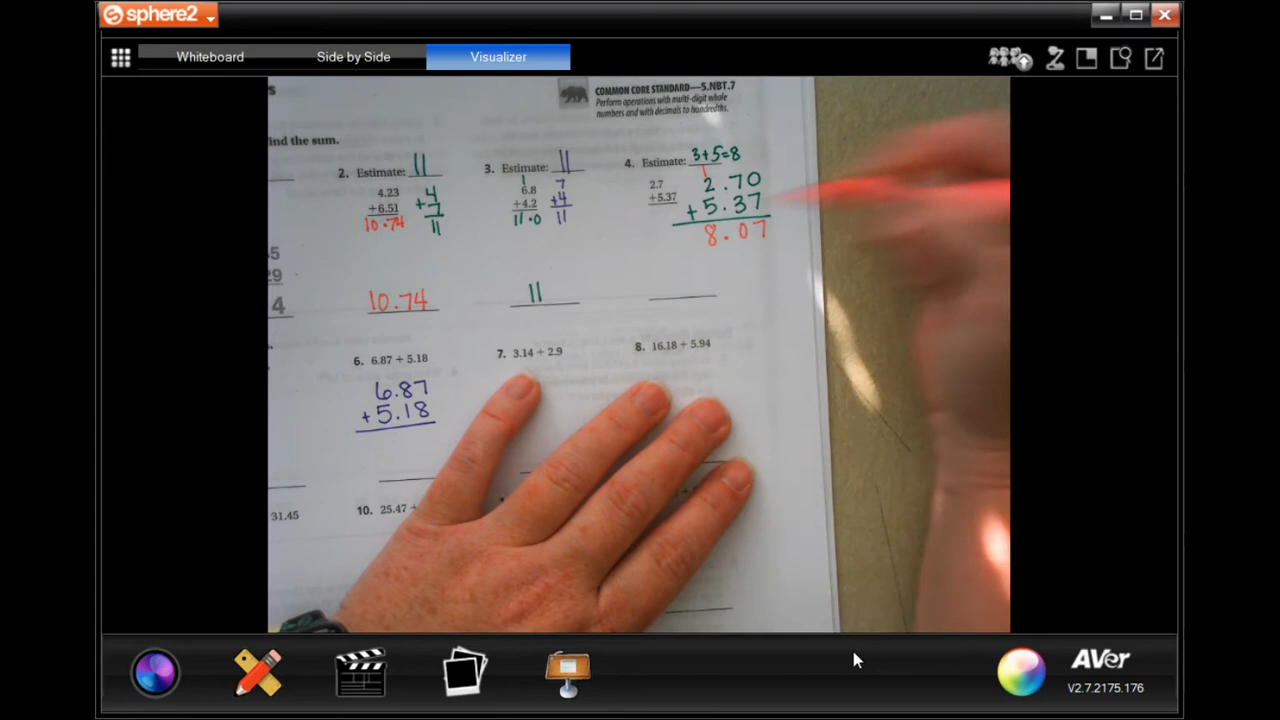 sphere2
Whiteboard
Side by Side
Visualizer
COMMON CORE STANDARD—5.NBT.7
Perform operations with multi-digit whole
numbers and with decimals to hundredths.
ind the sum.
2. Estimate: 11
4.23
+6.51
10.74
4
+7
11
10.74
3. Estimate: 11
1
6.8
+4.2
11.0
7
+4
11
11
4. Estimate: 3+5=8
2.7
+5.37
1
2.70
+5.37
8.07
5
29
4
6. 6.87 + 5.18
6.87
+5.18
7. 3.14 + 2.9
8. 16.18 + 5.94
31.45
10. 25.47 +
AVer
V2.7.2175.176